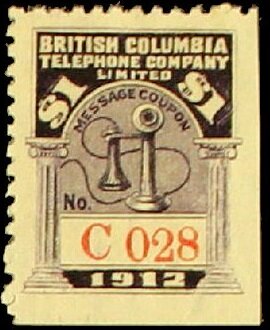 BRITISH COLUMBIA
TELEPHONE COMPANY
LIMITED
$1 $1
MESSAGE COUPON
No.
C 028
1912